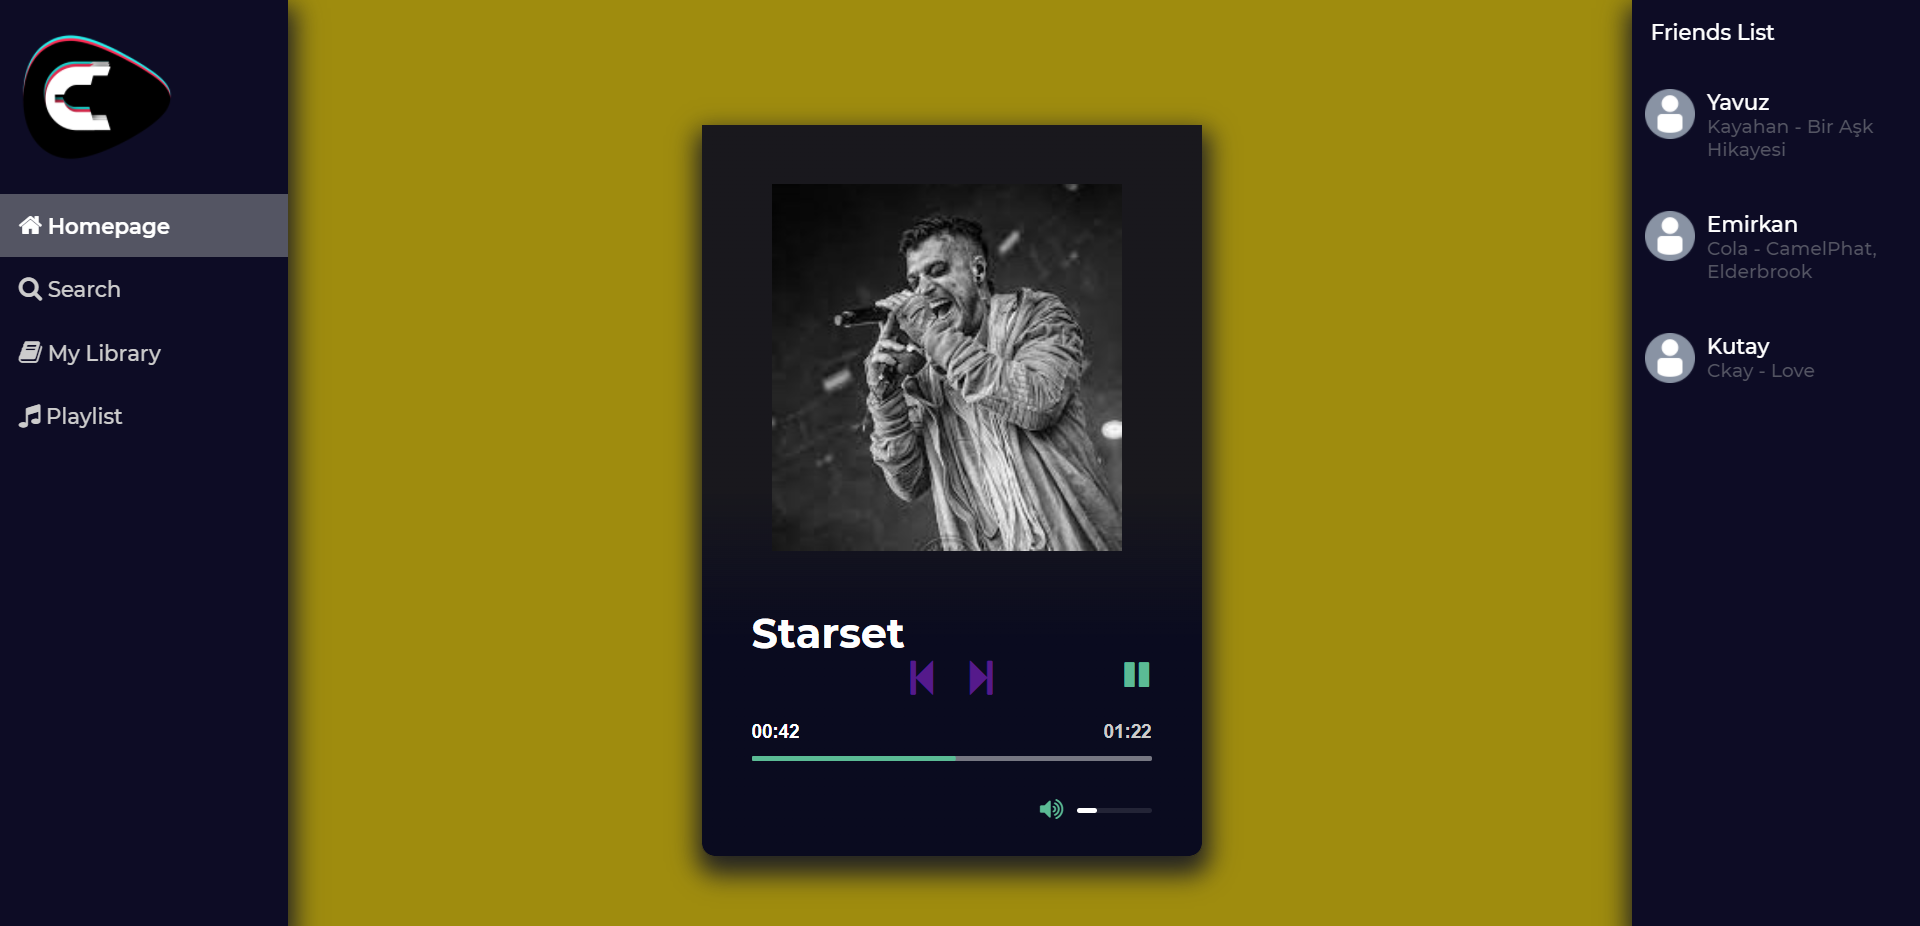 Homepage
Search
My Library
Playlist
Starset
00:42
01:22
Friends List
Yavuz
Kayahan - Bir Aşk
Hikayesi
Emirkan
Cola - CamelPhat,
Elderbrook
Kutay
Ckay - Love